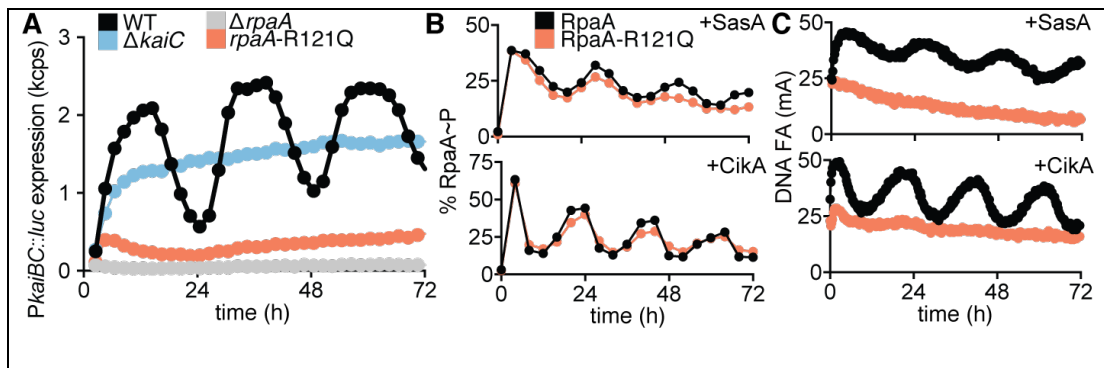 A
WT
ΔkaiC
ΔrpaA
rpaA-R121Q
PkaiBC::luc expression (kcps)
3
2
1
0
0
24
48
72
time (h)
B
RpaA
RpaA-R121Q
+SasA
% RpaA~P
50
25
0
+CikA
75
50
25
0
0
24
48
72
time (h)
C
+SasA
DNA FA (mA)
50
25
0
+CikA
50
25
0
0
24
48
72
time (h)